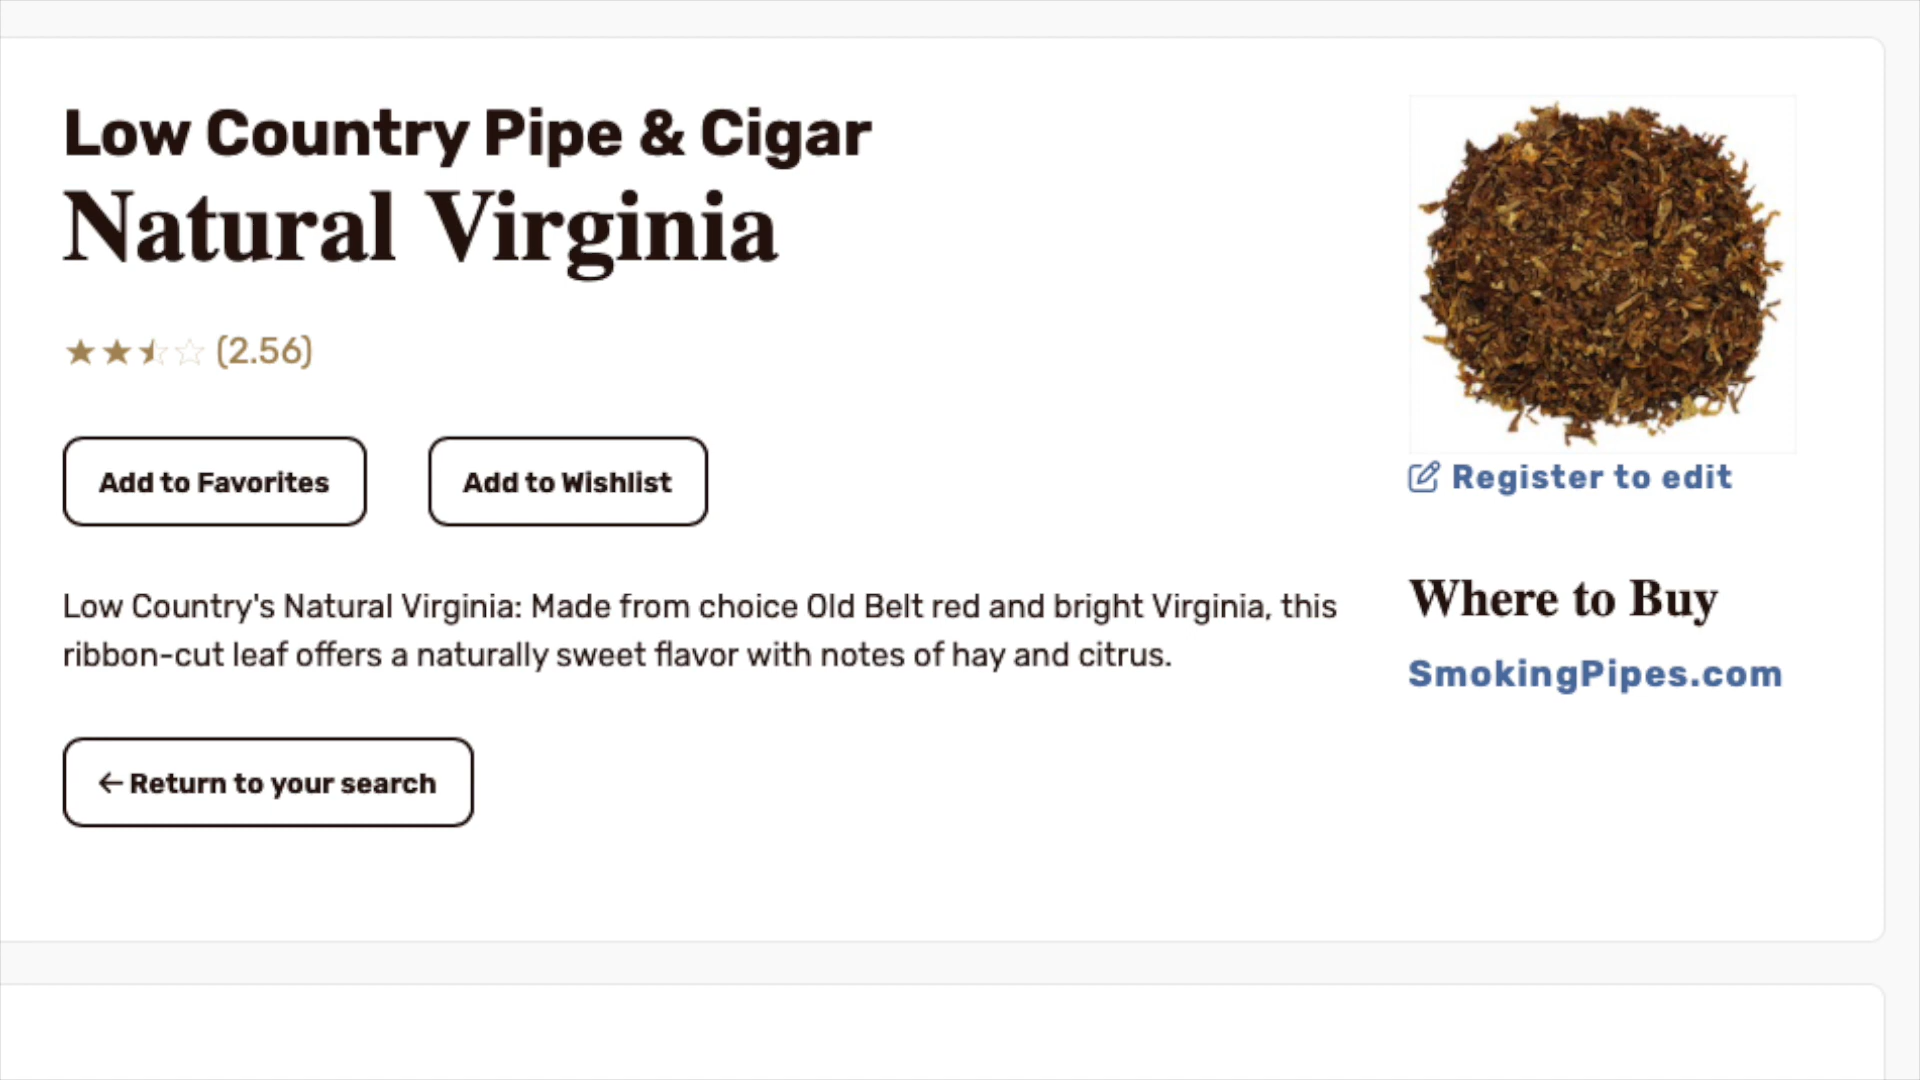 Low Country Pipe & Cigar
Natural Virginia
(2.56)
Add to Favorites
Add to Wishlist
Low Country's Natural Virginia: Made from choice Old Belt red and bright Virginia, this
ribbon-cut leaf offers a naturally sweet flavor with notes of hay and citrus.
← Return to your search
Register to edit
Where to Buy
SmokingPipes.com